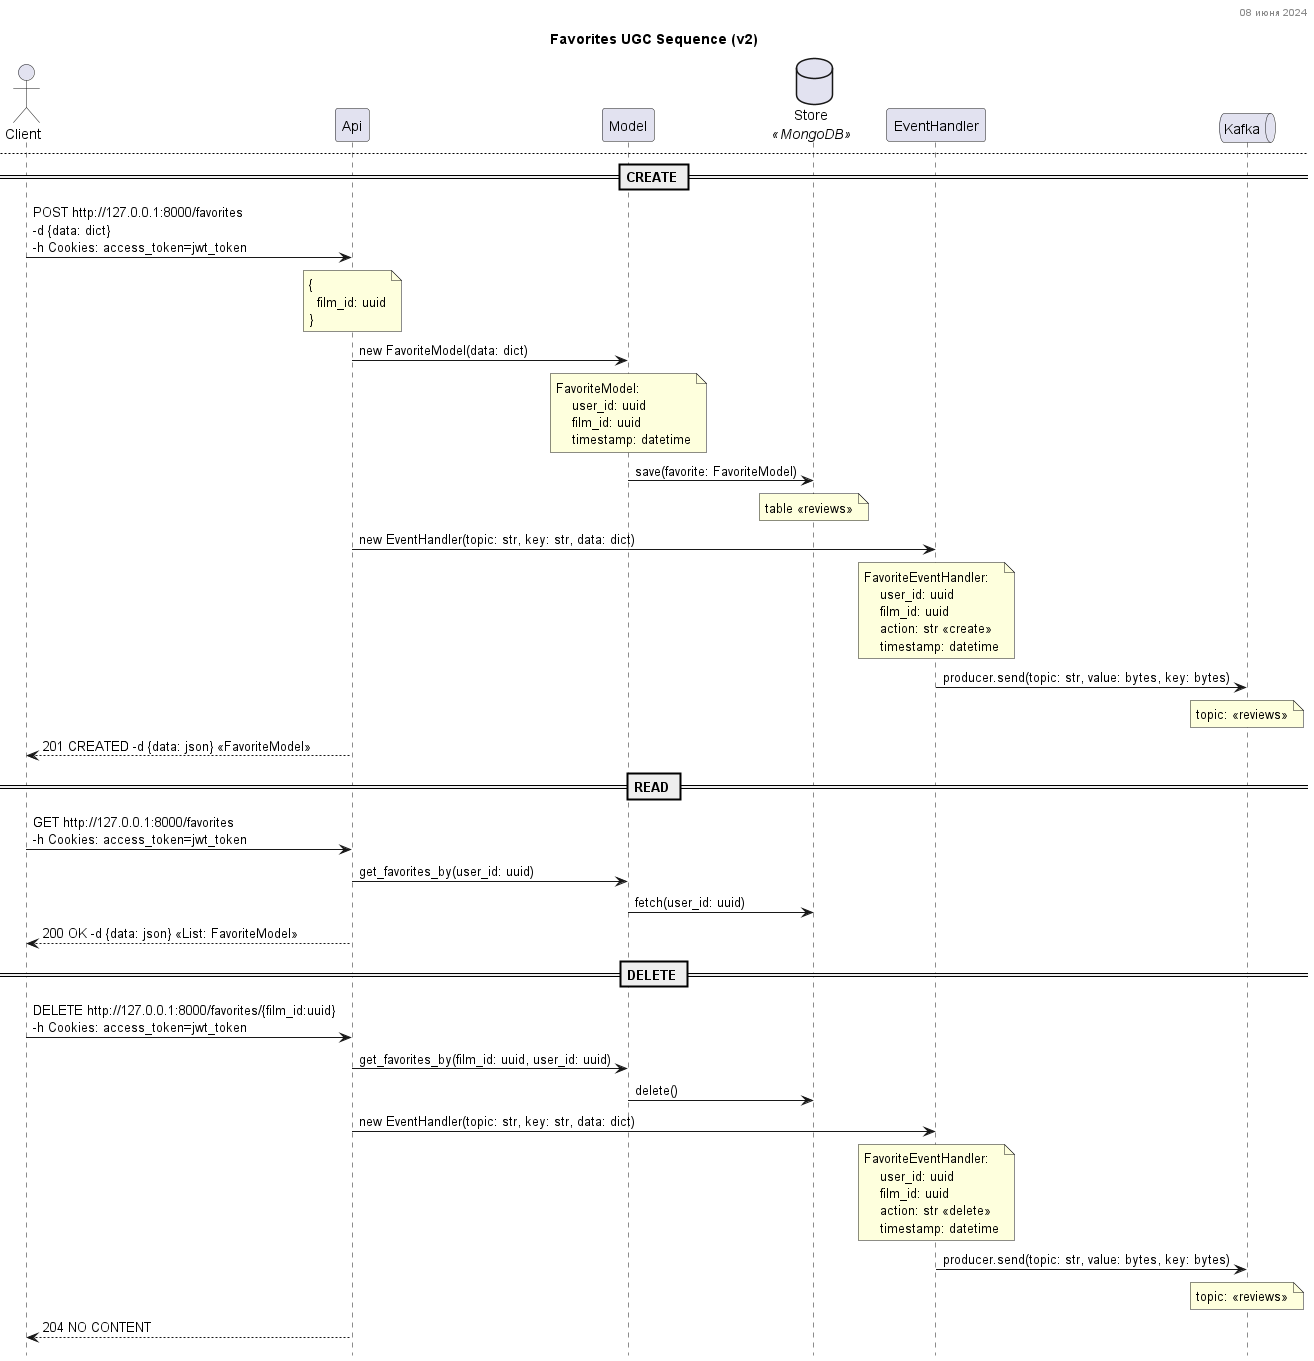 08 июня 2024
Favorites UGC Sequence (v2)
Client
Api
Model
Store
«MongoDB»
EventHandler
Kafka
CREATE
POST http://127.0.0.1:8000/favorites
-d {data: dict}
-h Cookies: access_token=jwt_token
{
film_id: uuid
}
new FavoriteModel(data: dict)
FavoriteModel:
user_id: uuid
film_id: uuid
timestamp: datetime
save(favorite: FavoriteModel)
table «reviews»
new EventHandler(topic: str, key: str, data: dict)
FavoriteEventHandler:
user_id: uuid
film_id: uuid
action: str «create»
timestamp: datetime
producer.send(topic: str, value: bytes, key: bytes)
topic: «reviews»
201 CREATED -d {data: json} «FavoriteModel»
READ
GET http://127.0.0.1:8000/favorites
-h Cookies: access_token=jwt_token
get_favorites_by(user_id: uuid)
fetch(user_id: uuid)
200 OK -d {data: json} «List: FavoriteModel»
DELETE
DELETE http://127.0.0.1:8000/favorites/{film_id:uuid}
-h Cookies: access_token=jwt_token
get_favorites_by(film_id: uuid, user_id: uuid)
delete()
new EventHandler(topic: str, key: str, data: dict)
FavoriteEventHandler:
user_id: uuid
film_id: uuid
action: str «delete»
timestamp: datetime
producer.send(topic: str, value: bytes, key: bytes)
topic: «reviews»
204 NO CONTENT